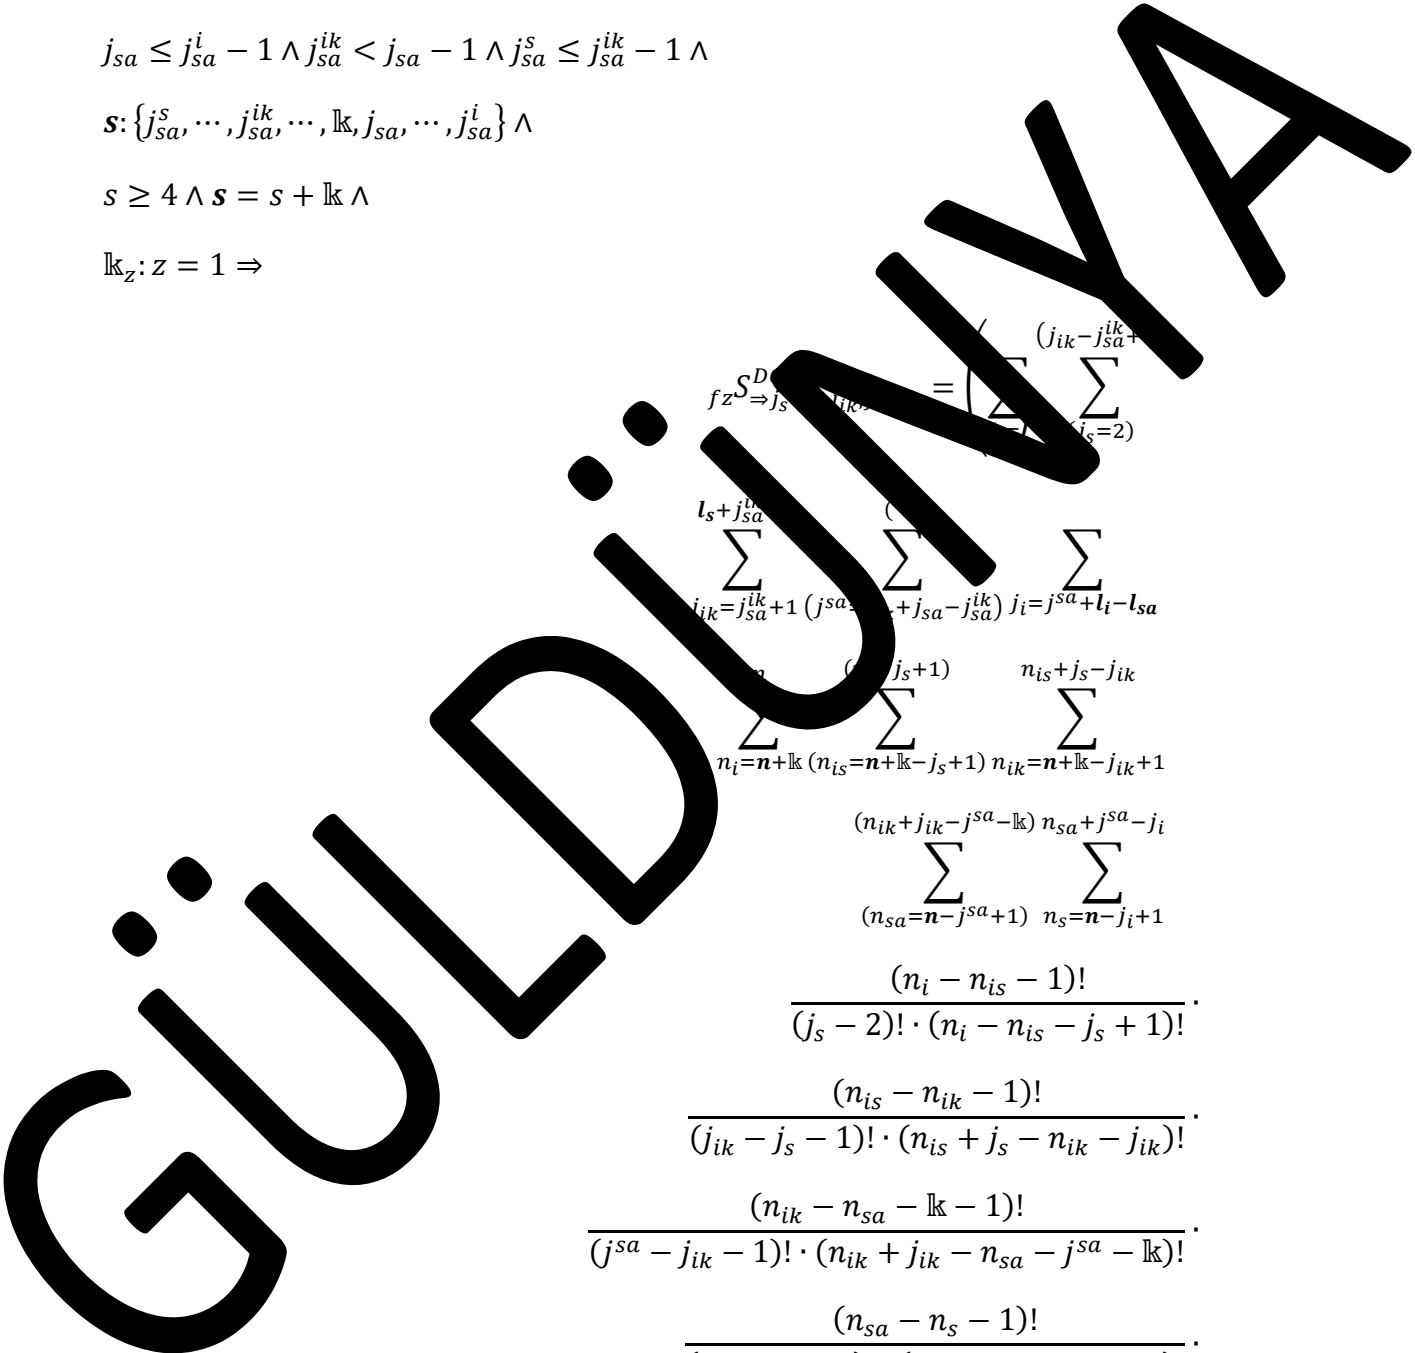 j_{sa} ≤ j_{sa}^{i} − 1 ∧ j_{sa}^{ik} < j_{sa} − 1 ∧ j_{sa}^{s} ≤ j_{sa}^{ik} − 1 ∧
s: {j_{sa}^{s}, ⋯, j_{sa}^{ik}, ⋯, 𝕜, j_{sa}, ⋯, j_{sa}^{i}} ∧
s ≥ 4 ∧ s = s + 𝕜 ∧
𝕜_z: z = 1 ⇒
(j_{ik}−j_{sa}^{ik}+
_{fz}S_{⇒j_s}^{D} = ( ∑ ∑
j_s=2)
l_s+j_{sa}^{ik}
∑ ∑ ∑
j_{ik}=j_{sa}^{ik}+1 (j^{sa}= +j_{sa}−j_{sa}^{ik}) j_i=j^{sa}+l_i−l_{sa}
n ( j_s+1) n_{is}+j_s−j_{ik}
∑ ∑ ∑
n_i=n+𝕜 (n_{is}=n+𝕜−j_s+1) n_{ik}=n+𝕜−j_{ik}+1
(n_{ik}+j_{ik}−j^{sa}−𝕜) n_{sa}+j^{sa}−j_i
∑ ∑
(n_{sa}=n−j^{sa}+1) n_s=n−j_i+1
(n_i − n_{is} − 1)!
(j_s − 2)! · (n_i − n_{is} − j_s + 1)! ·
(n_{is} − n_{ik} − 1)!
(j_{ik} − j_s − 1)! · (n_{is} + j_s − n_{ik} − j_{ik})! ·
(n_{ik} − n_{sa} − 𝕜 − 1)!
(j^{sa} − j_{ik} − 1)! · (n_{ik} + j_{ik} − n_{sa} − j^{sa} − 𝕜)! ·
(n_{sa} − n_s − 1)!
GÜLDÜNYA